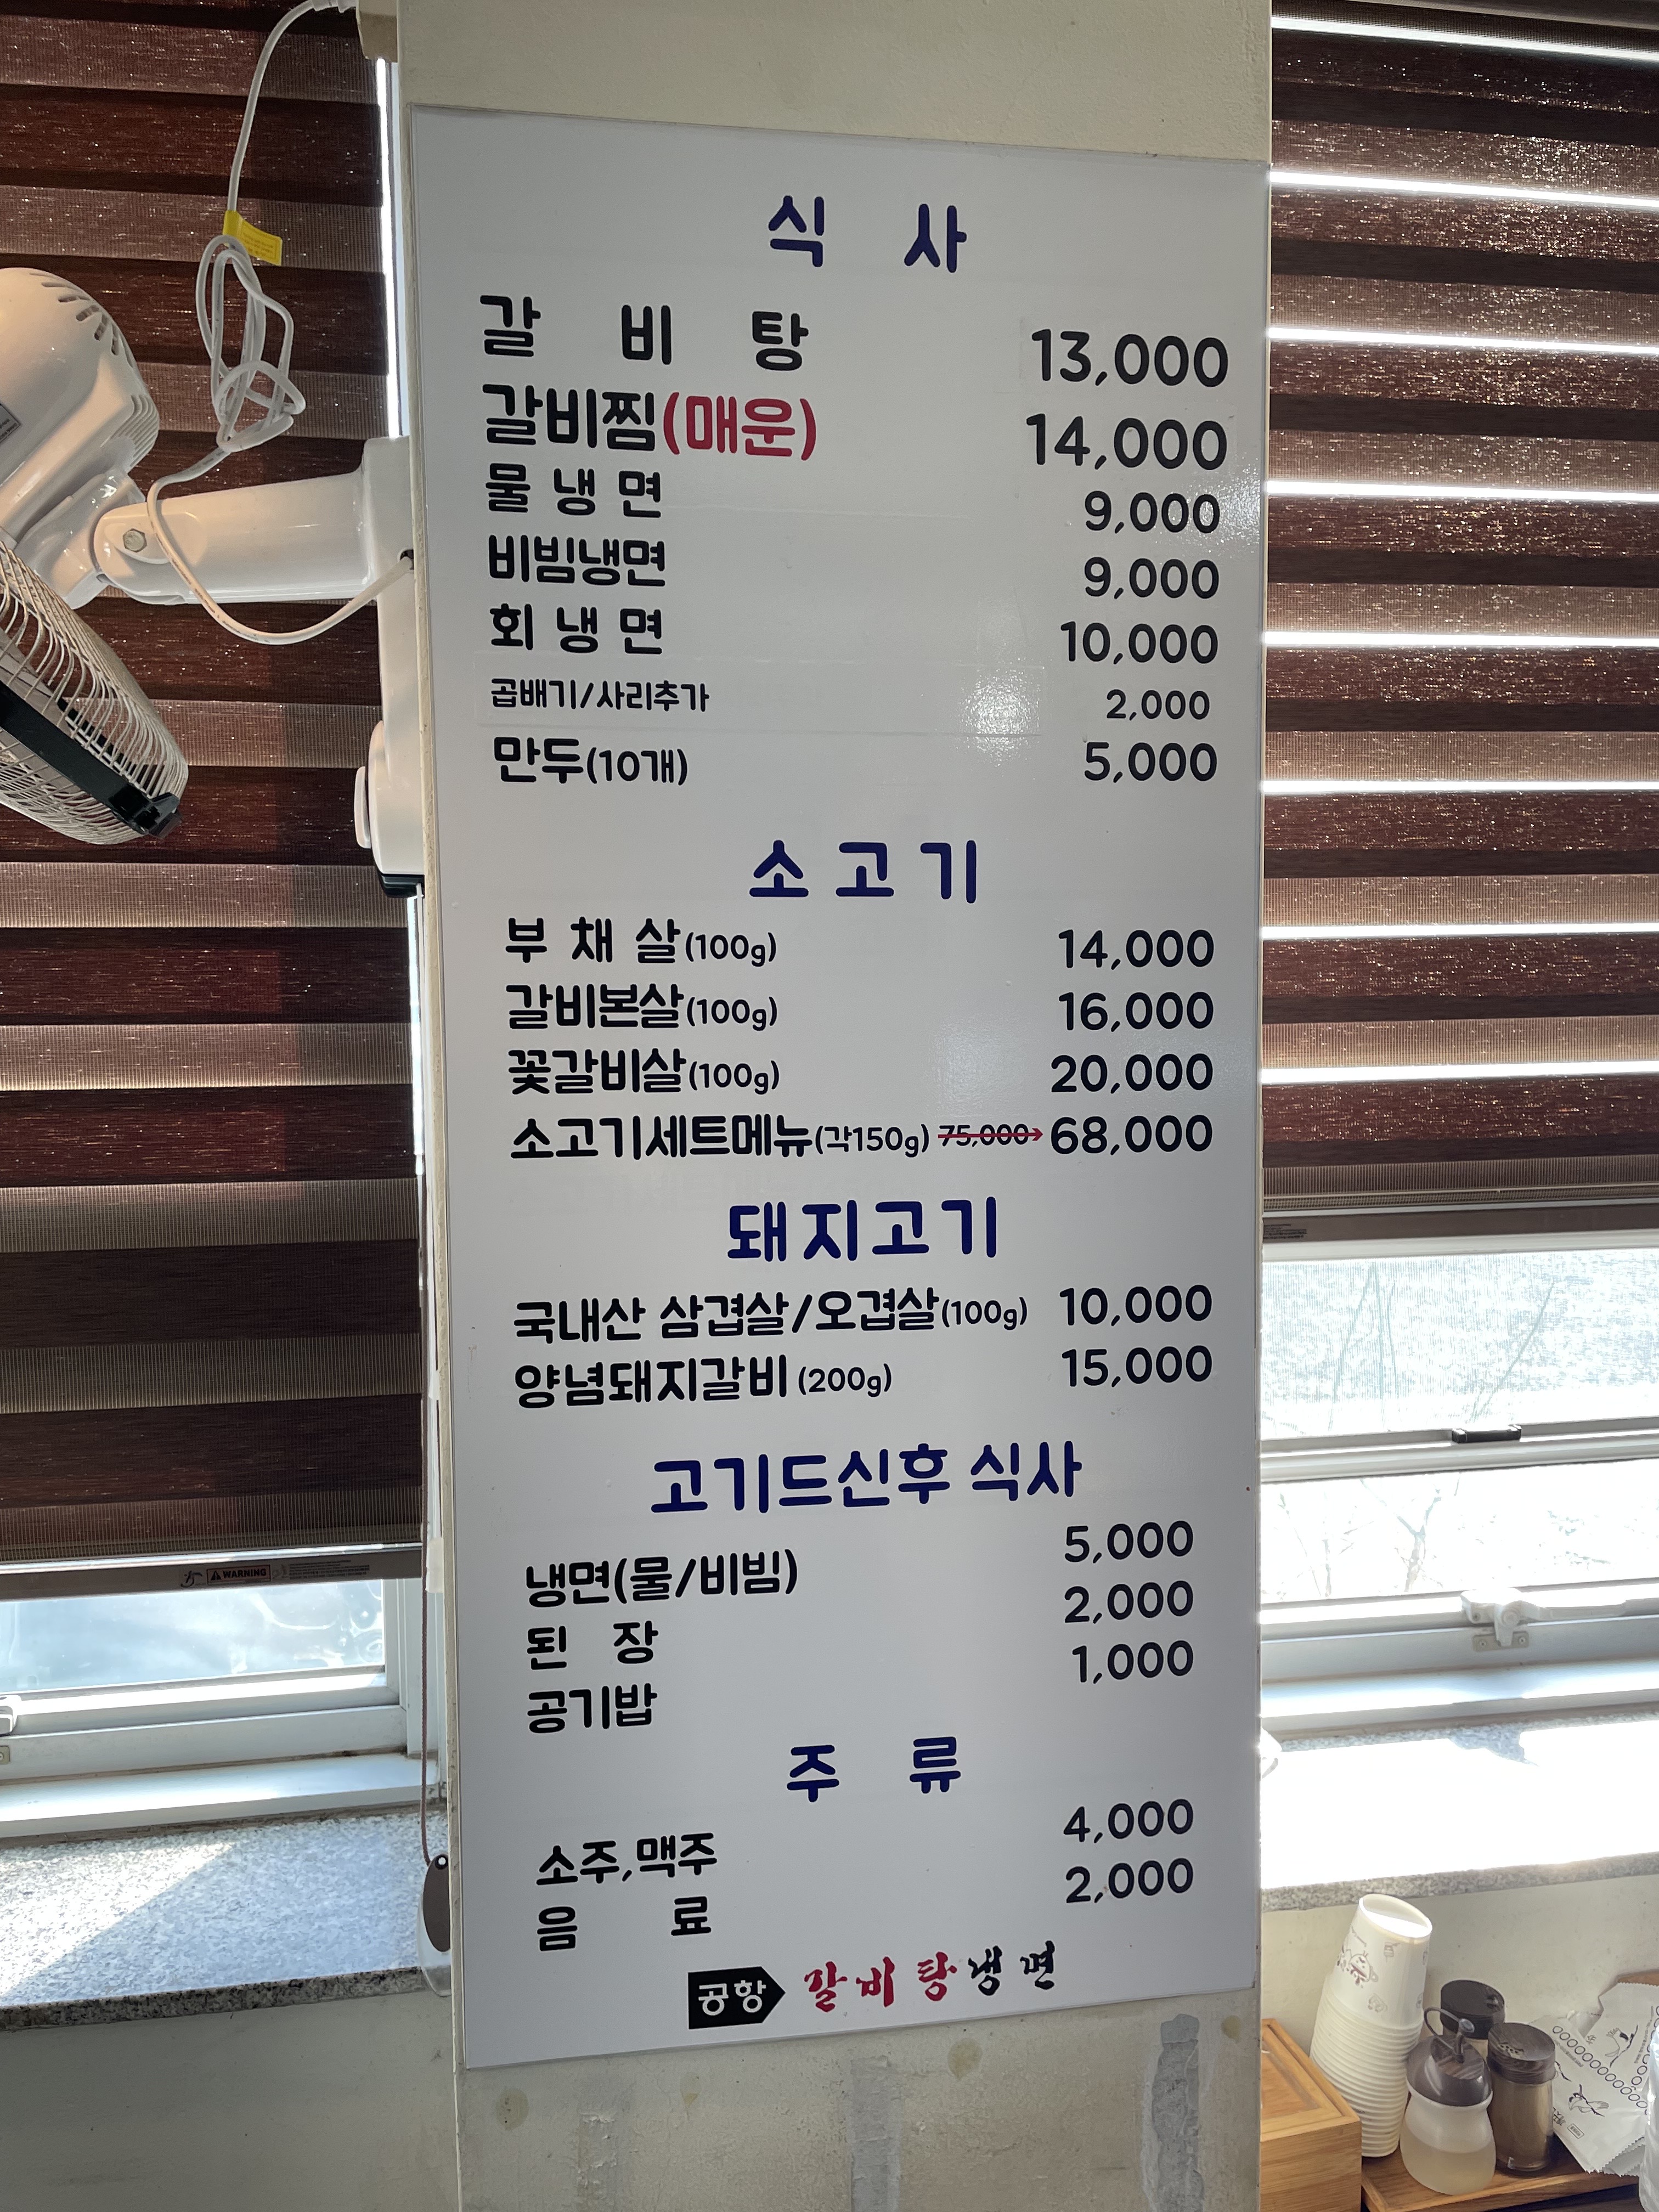 식 사
갈 비 탕 13,000
갈비찜(매운) 14,000
물 냉 면 9,000
비빔냉면 9,000
회 냉 면 10,000
곱배기/사리추가 2,000
만두(10개) 5,000
소 고 기
부 채 살(100g) 14,000
갈비본살(100g) 16,000
꽃갈비살(100g) 20,000
소고기세트메뉴(각150g) 75,000→68,000
돼지고기
국내산 삼겹살/오겹살(100g) 10,000
양념돼지갈비 (200g) 15,000
고기드신후 식사
냉면(물/비빔) 5,000
된 장 2,000
공기밥 1,000
주 류
소주,맥주 4,000
음 료 2,000
공항 갈비탕냉면
WARNING